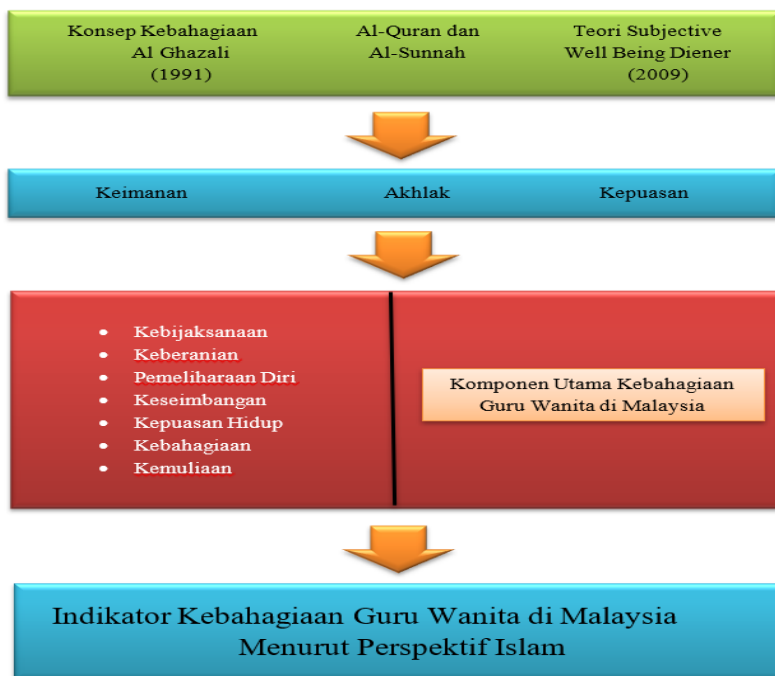 Konsep Kebahagiaan
Al Ghazali
(1991)
Al-Quran dan
Al-Sunnah
Teori Subjective
Well Being Diener
(2009)
Keimanan
Akhlak
Kepuasan
• Kebijaksanaan
• Keberanian
• Pemeliharaan Diri
• Keseimbangan
• Kepuasan Hidup
• Kebahagiaan
• Kemuliaan
Komponen Utama Kebahagiaan
Guru Wanita di Malaysia
Indikator Kebahagiaan Guru Wanita di Malaysia
Menurut Perspektif Islam